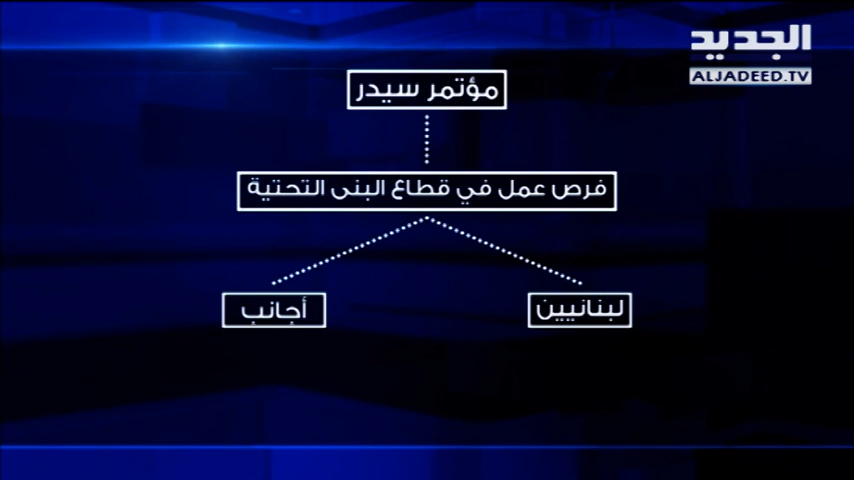 الجديد
ALJADEED.TV
مؤتمر سيدر
فرص عمل في قطاع البنى التحتية
لبنانيين
أجانب